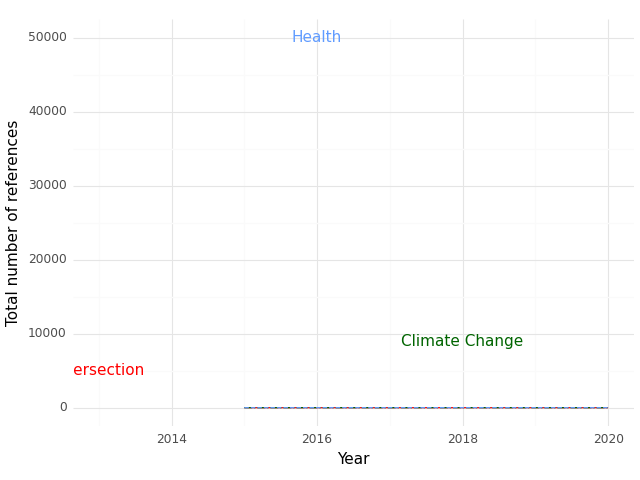 Total number of references
50000
40000
30000
20000
10000
0
Health
Climate Change
ersection
2014
2016
2018
2020
Year